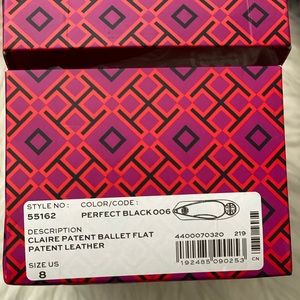 STYLE NO: COLOR/CODE:
55162 PERFECT BLACK 006
DESCRIPTION
CLAIRE PATENT BALLET FLAT
PATENT LEATHER
4400070320 219
SIZE US
8
192485090253
CN